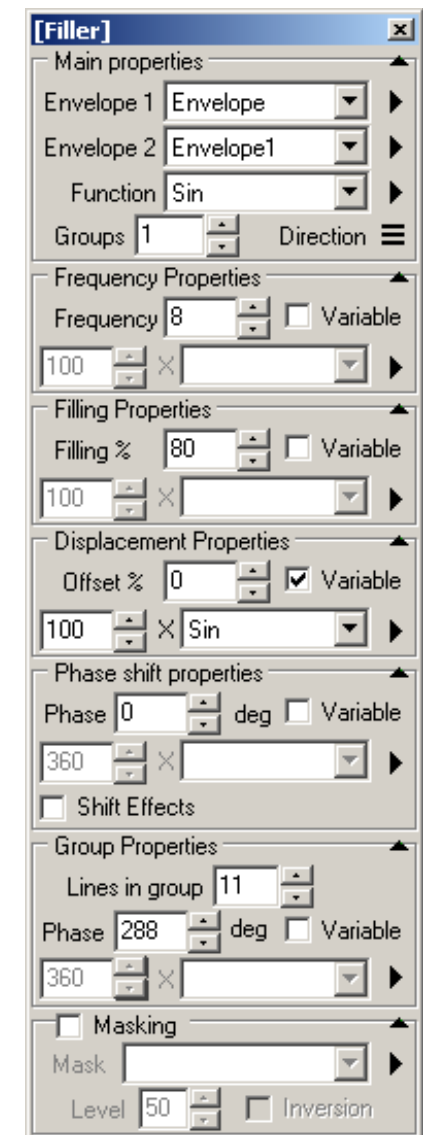 [Filler]
Main properties
Envelope 1 Envelope
Envelope 2 Envelope1
Function Sin
Groups 1 Direction
Frequency Properties
Frequency 8 Variable
100 X
Filling Properties
Filling % 80 Variable
100 X
Displacement Properties
Offset % 0 Variable
100 X Sin
Phase shift properties
Phase 0 deg Variable
360 X
Shift Effects
Group Properties
Lines in group 11
Phase 288 deg Variable
360 X
Masking
Mask
Level 50 Inversion